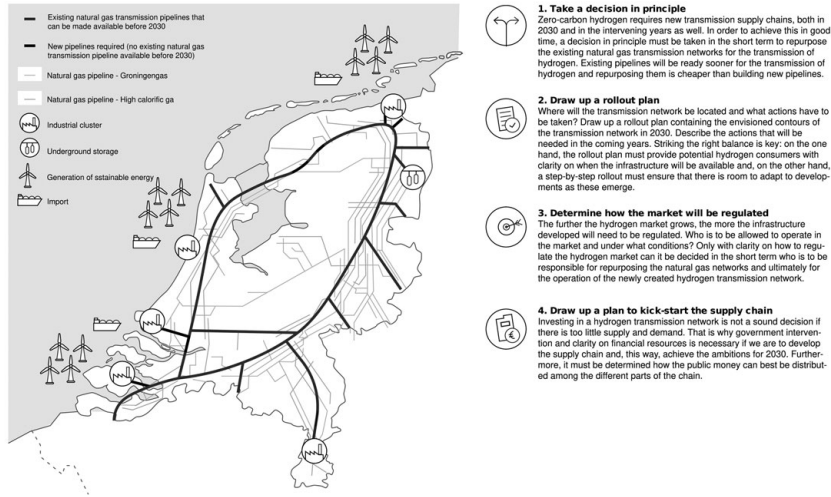 Existing natural gas transmission pipelines that
can be made available before 2030
New pipelines required (no existing natural gas
transmission pipeline available before 2030)
Natural gas pipeline - Groningengas
Natural gas pipeline - High calorific ga
Industrial cluster
Underground storage
Generation of sstainable energy
Import
1. Take a decision in principle
Zero-carbon hydrogen requires new transmission supply chains, both in
2030 and in the intervening years as well. In order to achieve this in good
time, a decision in principle must be taken in the short term to repurpose
the existing natural gas transmission networks for the transmission of
hydrogen. Existing pipelines will be ready sooner for the transmission of
hydrogen and repurposing them is cheaper than building new pipelines.
2. Draw up a rollout plan
Where will the transmission network be located and what actions have to
be taken? Draw up a rollout plan containing the envisioned contours of
the transmission network in 2030. Describe the actions that will be
needed in the coming years. Striking the right balance is key: on the one
hand, the rollout plan must provide potential hydrogen consumers with
clarity on when the infrastructure will be available and, on the other hand,
a step-by-step rollout must ensure that there is room to adapt to develop-
ments as these emerge.
3. Determine how the market will be regulated
The further the hydrogen market grows, the more the infrastructure
developed will need to be regulated. Who is to be allowed to operate in
the market and under what conditions? Only with clarity on how to regu-
late the hydrogen market can it be decided in the short term who is to be
responsible for repurposing the natural gas networks and ultimately for
the operation of the newly created hydrogen transmission network.
4. Draw up a plan to kick-start the supply chain
Investing in a hydrogen transmission network is not a sound decision if
there is too little supply and demand. That is why government interven-
tion and clarity on financial resources is necessary if we are to develop
the supply chain and, this way, achieve the ambitions for 2030. Further-
more, it must be determined how the public money can best be distribut-
ed among the different parts of the chain.